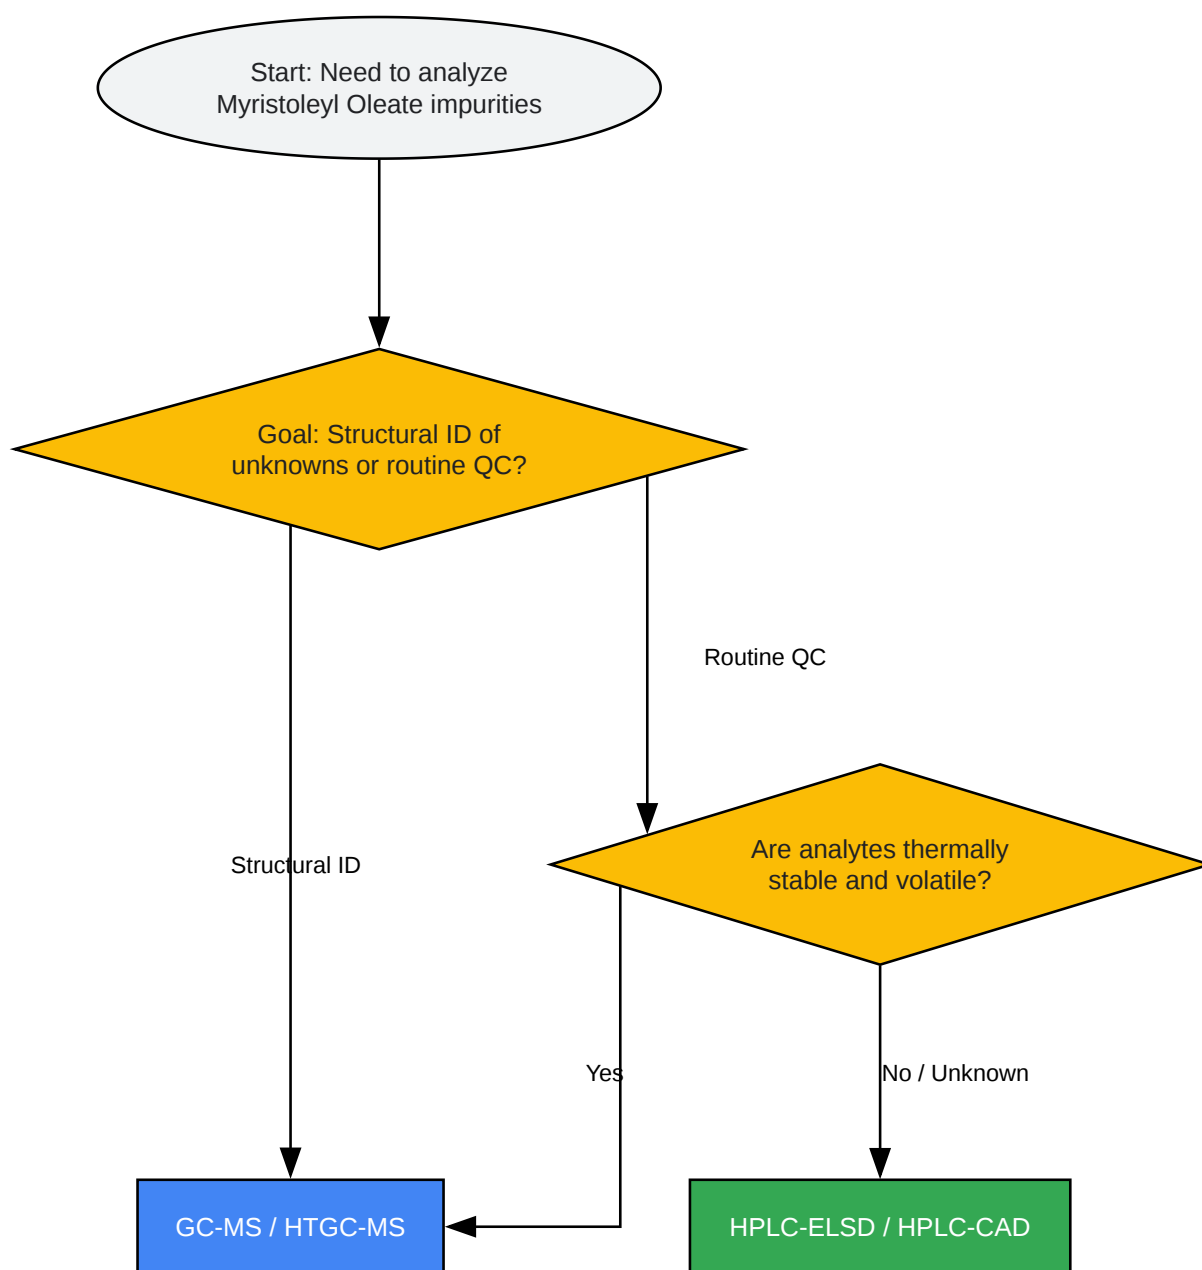 Start: Need to analyze
Myristoleyl Oleate impurities
Goal: Structural ID of
unknowns or routine QC?
Routine QC
Are analytes thermally
stable and volatile?
Structural ID
Yes
No / Unknown
GC-MS / HTGC-MS
HPLC-ELSD / HPLC-CAD